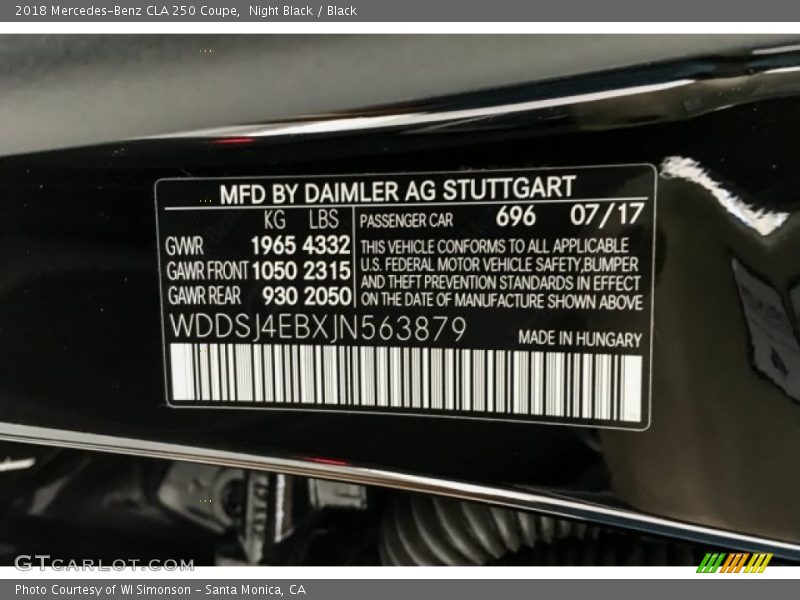 2018 Mercedes-Benz CLA 250 Coupe, Night Black / Black
MFD BY DAIMLER AG STUTTGART
KG LBS
GWR 1965 4332
GAWR FRONT 1050 2315
GAWR REAR 930 2050
PASSENGER CAR 696 07/17
THIS VEHICLE CONFORMS TO ALL APPLICABLE
U.S. FEDERAL MOTOR VEHICLE SAFETY,BUMPER
AND THEFT PREVENTION STANDARDS IN EFFECT
ON THE DATE OF MANUFACTURE SHOWN ABOVE
WDDSJ4EBXJN563879
MADE IN HUNGARY
GTCARLOT.COM
Photo Courtesy of WI Simonson - Santa Monica, CA